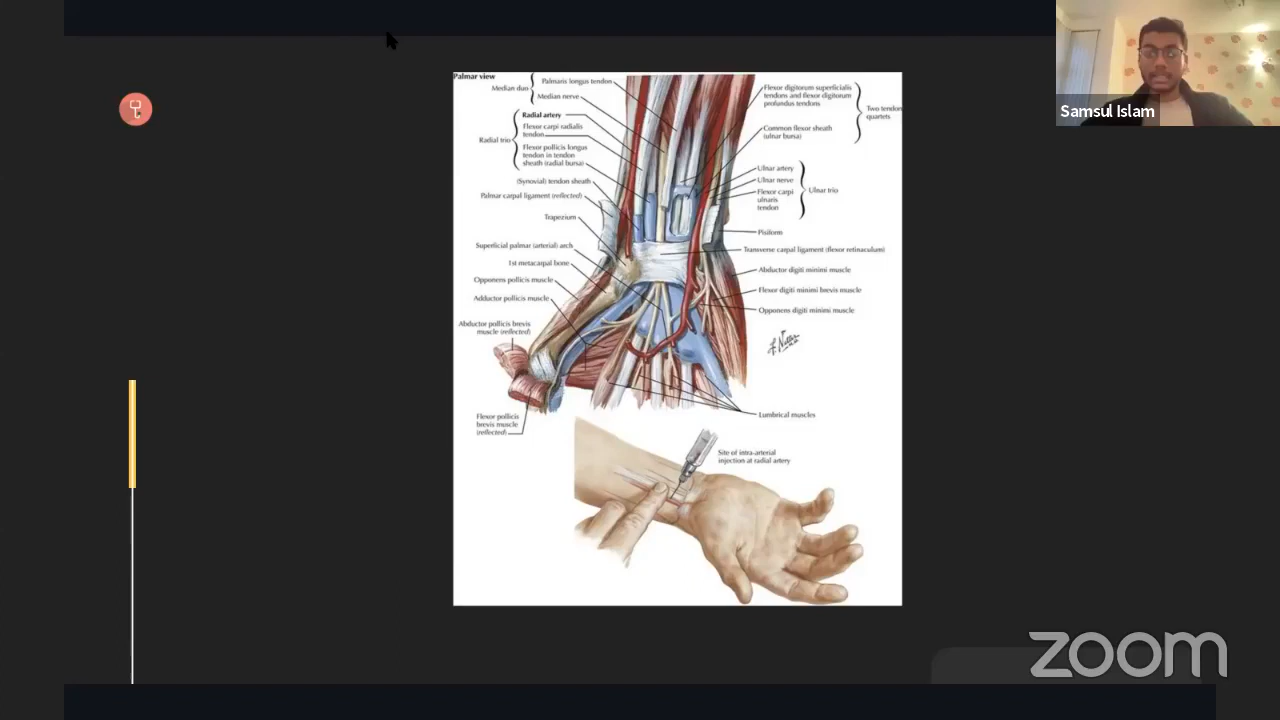 Palmar view
Median duo
Palmaris longus tendon
Median nerve
Radial trio
Radial artery
Flexor carpi radialis
tendon
Flexor pollicis longus
tendon in tendon
sheath (radial bursa)
(Synovial) tendon sheath
Palmar carpal ligament (reflected)
Trapezium
Superficial palmar (arterial) arch
1st metacarpal bone
Opponens pollicis muscle
Adductor pollicis muscle
Abductor pollicis brevis
muscle (reflected)
Flexor pollicis
brevis muscle
(reflected)
Flexor digitorum superficialis
tendons and flexor digitorum
profundus tendons
Common flexor sheath
(ulnar bursa)
Two tendon
quartets
Ulnar artery
Ulnar nerve
Flexor carpi
ulnaris
tendon
Ulnar trio
Pisiform
Transverse carpal ligament (flexor retinaculum)
Abductor digiti minimi muscle
Flexor digiti minimi brevis muscle
Opponens digiti minimi muscle
F. Netter
Lumbrical muscles
Site of intra-arterial
injection at radial artery
Samsul Islam
zoom